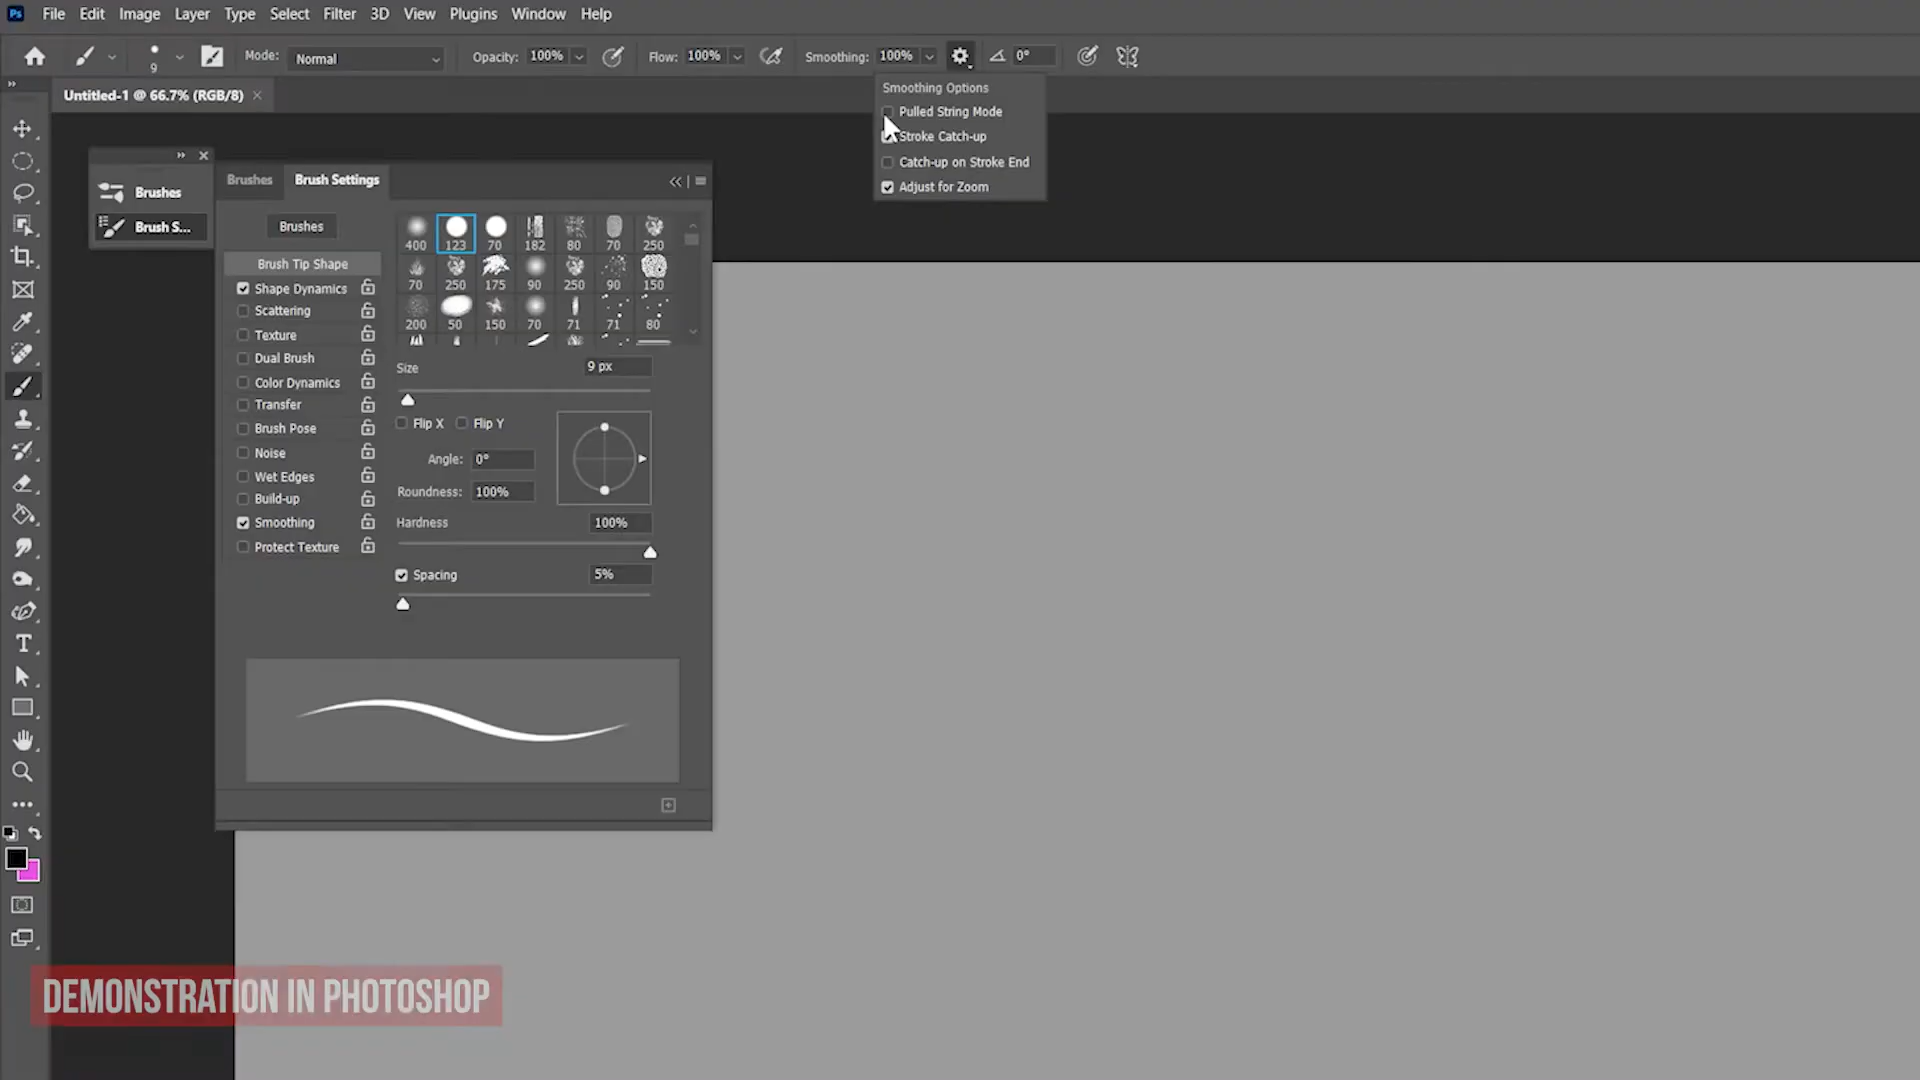 Ps File Edit Image Layer Type Select Filter 3D View Plugins Window Help
9 Mode: Normal Opacity: 100% Flow: 100% Smoothing: 100% 0°
Untitled-1 @ 66.7% (RGB/8)
Smoothing Options
Pulled String Mode
Stroke Catch-up
Catch-up on Stroke End
Adjust for Zoom
Brushes
Brush S...
Brushes Brush Settings
Brushes
400 123 70 182 80 70 250
70 250 175 90 250 90 150
200 50 150 70 71 71 80
Brush Tip Shape
Shape Dynamics
Scattering
Texture
Dual Brush
Color Dynamics
Transfer
Brush Pose
Noise
Wet Edges
Build-up
Smoothing
Protect Texture
Size 9 px
Flip X Flip Y
Angle: 0°
Roundness: 100%
Hardness 100%
Spacing 5%
DEMONSTRATION IN PHOTOSHOP